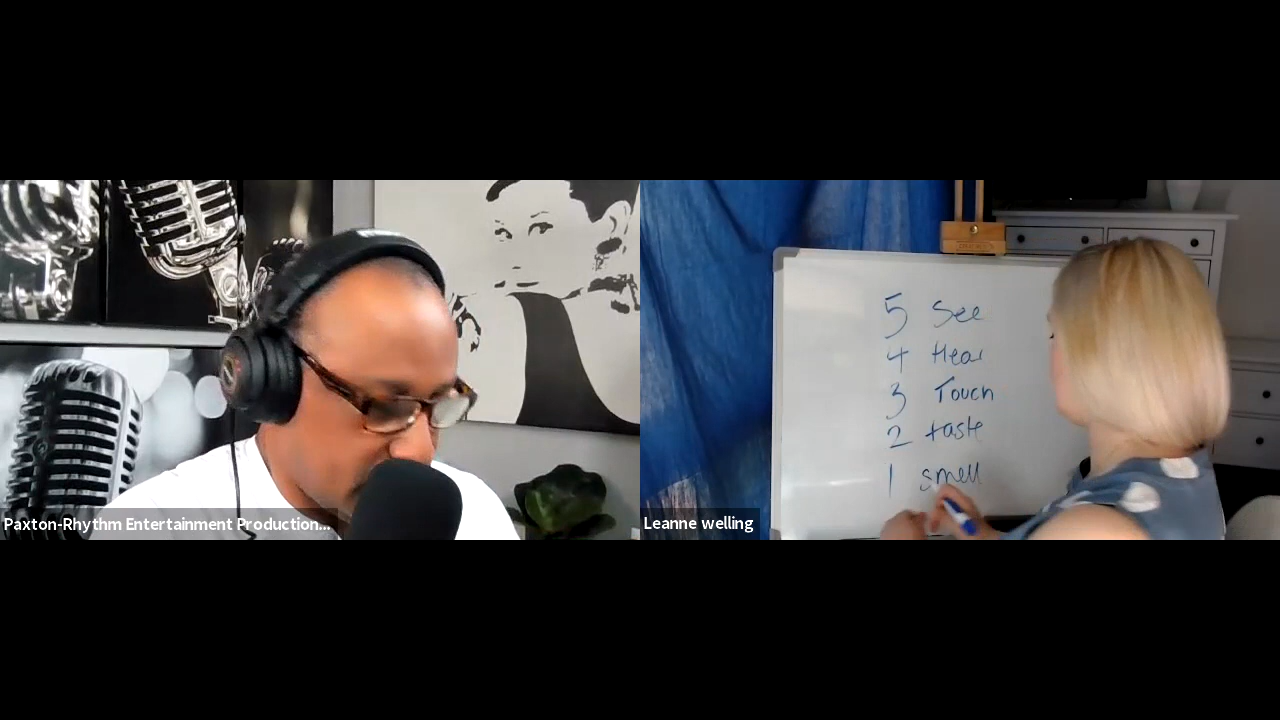 5 See
4 Hear
3 Touch
2 taste
1 smell
Paxton-Rhythm Entertainment Production...
Leanne welling